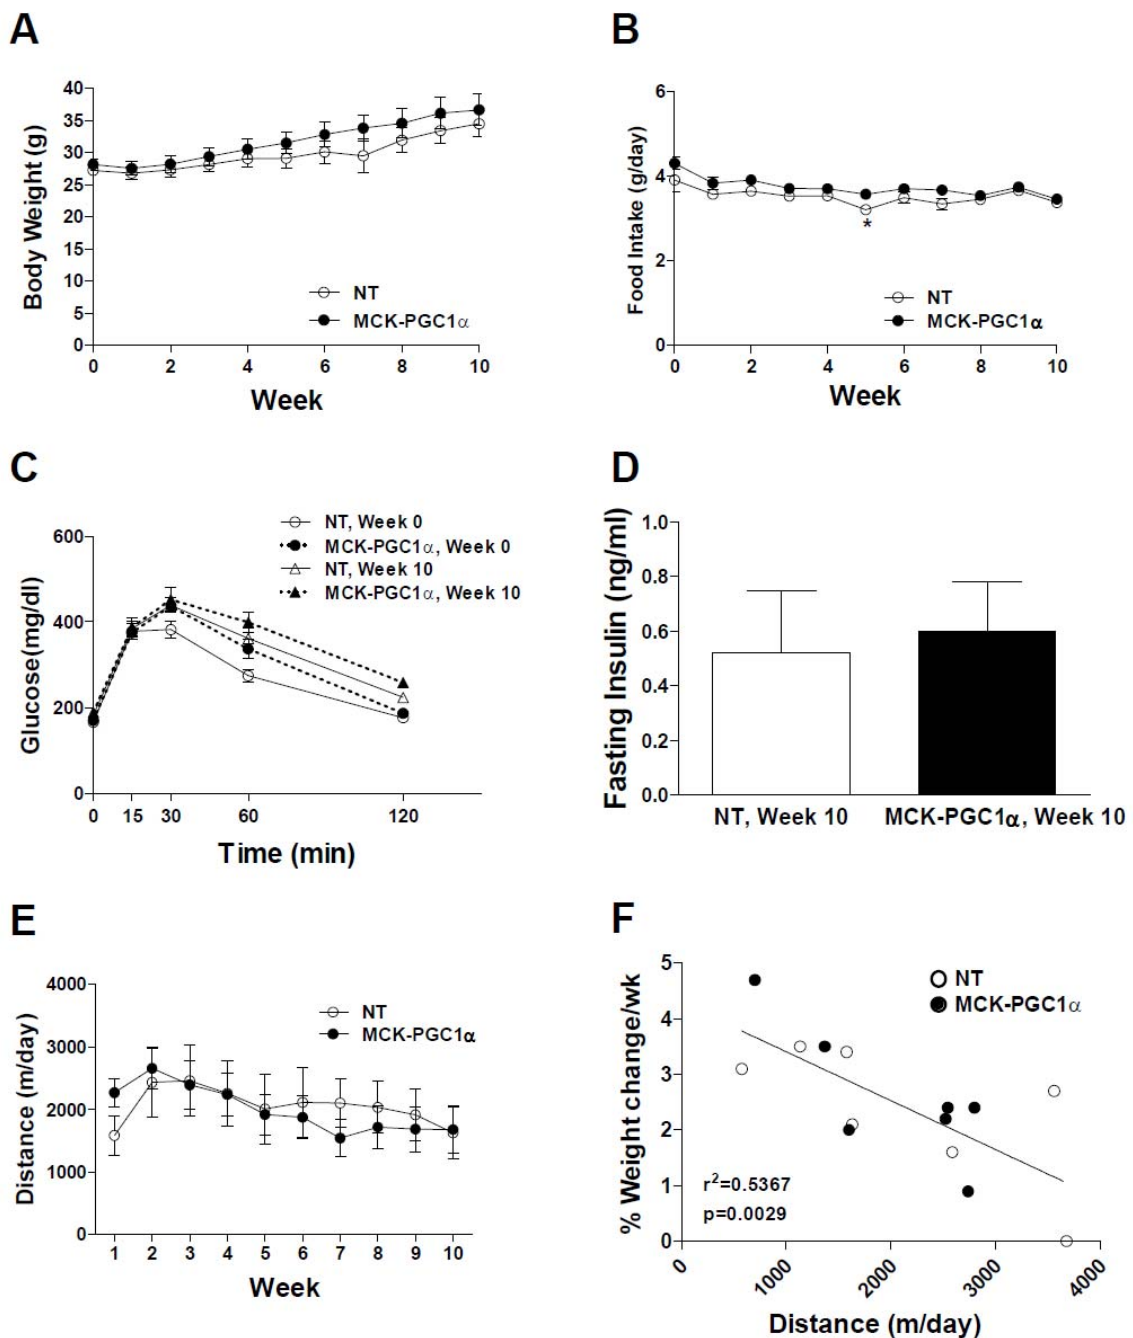 A
40
35
30
25
20
15
10
5
0
Body Weight (g)
NT
MCK-PGC1α
0 2 4 6 8 10
Week
B
6
4
2
0
Food Intake (g/day)
*
NT
MCK-PGC1α
0 2 4 6 8 10
Week
C
600
400
200
0
Glucose(mg/dl)
NT, Week 0
MCK-PGC1α, Week 0
NT, Week 10
MCK-PGC1α, Week 10
0 15 30 60 120
Time (min)
D
1.0
0.8
0.6
0.4
0.2
0.0
Fasting Insulin (ng/ml)
NT, Week 10 MCK-PGC1α, Week 10
E
4000
3000
2000
1000
0
Distance (m/day)
NT
MCK-PGC1α
1 2 3 4 5 6 7 8 9 10
Week
F
5
4
3
2
1
0
% Weight change/wk
NT
MCK-PGC1α
r²=0.5367
p=0.0029
0 1000 2000 3000 4000
Distance (m/day)